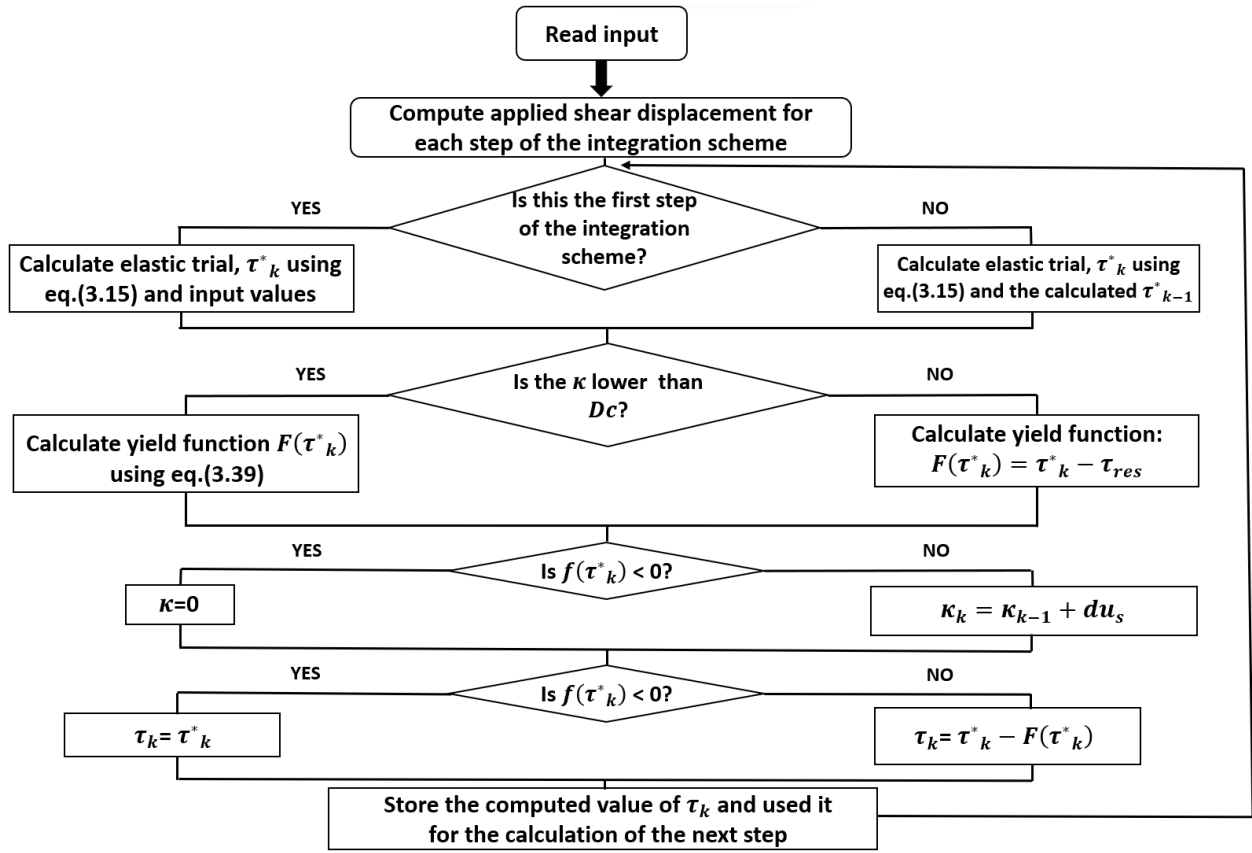 Read input
Compute applied shear displacement for
each step of the integration scheme
Is this the first step
of the integration
scheme?
YES
NO
Calculate elastic trial, τ*ₖ using
eq.(3.15) and input values
Calculate elastic trial, τ*ₖ using
eq.(3.15) and the calculated τ*ₖ₋₁
Is the κ lower than
Dc?
YES
NO
Calculate yield function F(τ*ₖ)
using eq.(3.39)
Calculate yield function:
F(τ*ₖ) = τ*ₖ − τᵣₑₛ
Is f(τ*ₖ) < 0?
YES
NO
κ=0
κₖ = κₖ₋₁ + duₛ
Is f(τ*ₖ) < 0?
YES
NO
τₖ= τ*ₖ
τₖ= τ*ₖ − F(τ*ₖ)
Store the computed value of τₖ and used it
for the calculation of the next step